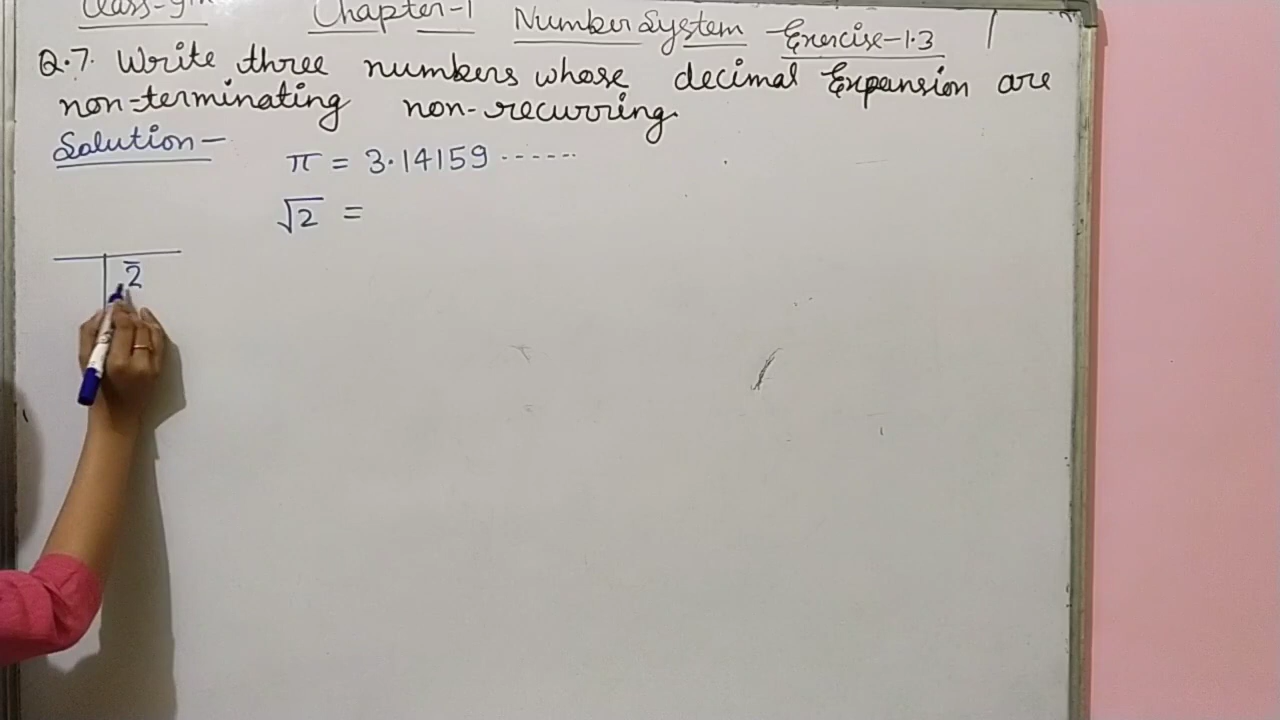 Class-9th Chapter-1 Number System Exercise-1.3
Q.7. Write three numbers whose decimal Expansion are
non-terminating non-recurring.
Solution-
π = 3.14159 ------
√2 =
2